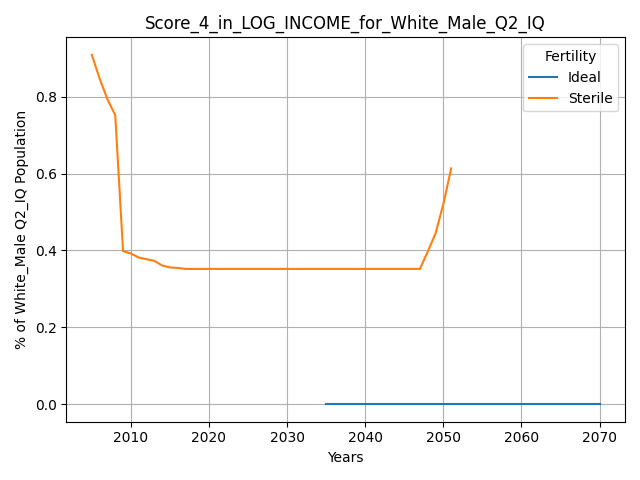 Score_4_in_LOG_INCOME_for_White_Male_Q2_IQ
Fertility
Ideal
Sterile
% of White_Male Q2_IQ Population
0.8
0.6
0.4
0.2
0.0
2010 2020 2030 2040 2050 2060 2070
Years